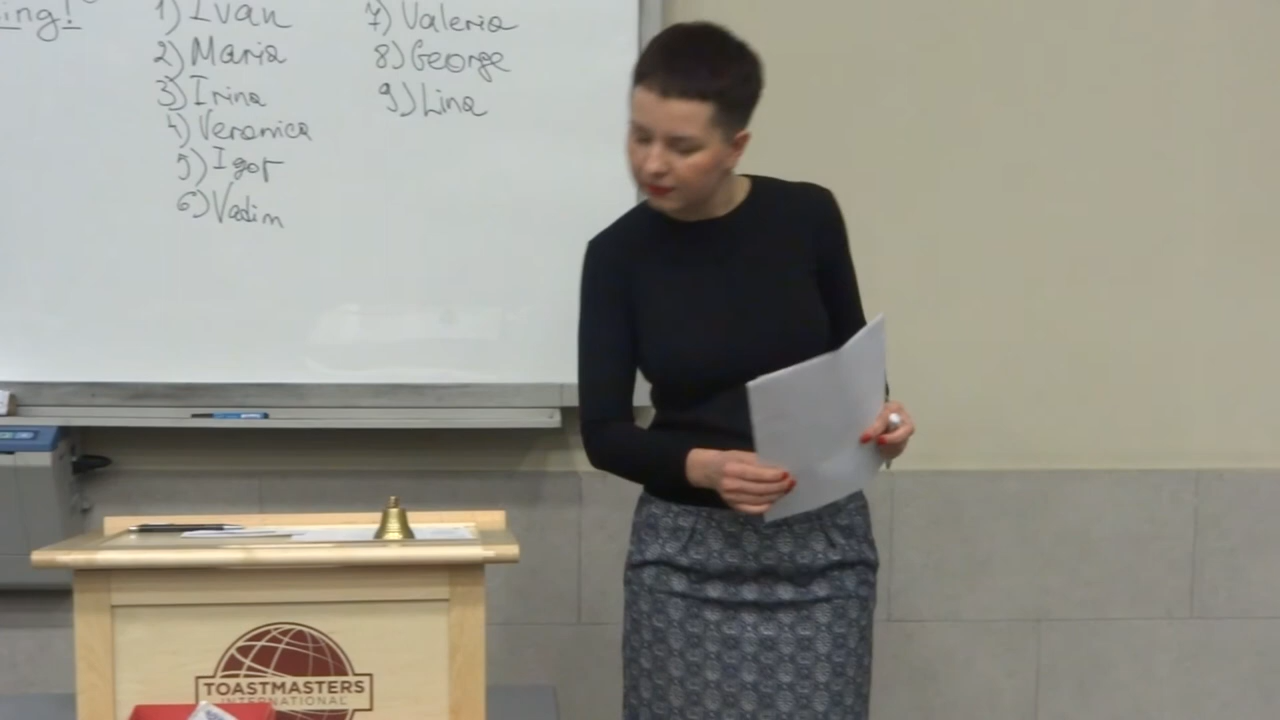 ing!
1) Ivan
2) Maria
3) Irina
4) Veronica
5) Igor
6) Vadim
7) Valeria
8) George
9) Lina
TOASTMASTERS
INTERNATIONAL